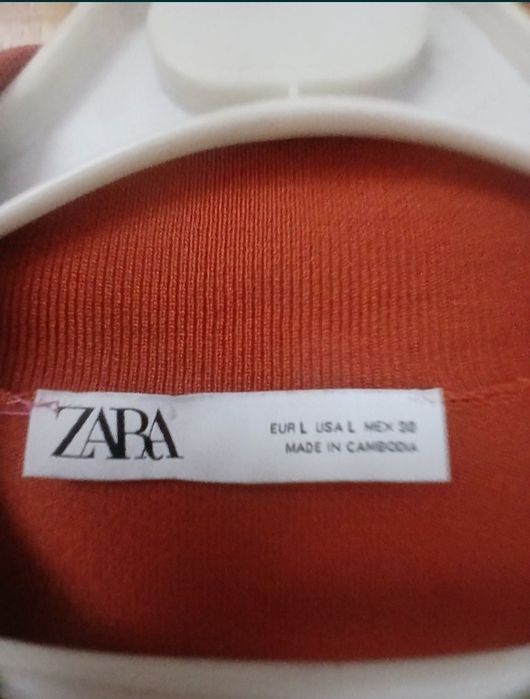 ZARA
EUR L USA L MEX 30
MADE IN CAMBODIA